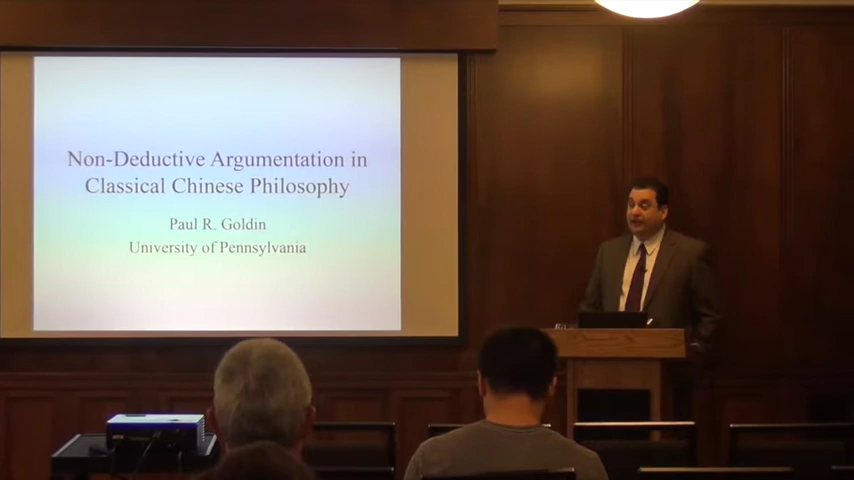 Non-Deductive Argumentation in
Classical Chinese Philosophy
Paul R. Goldin
University of Pennsylvania